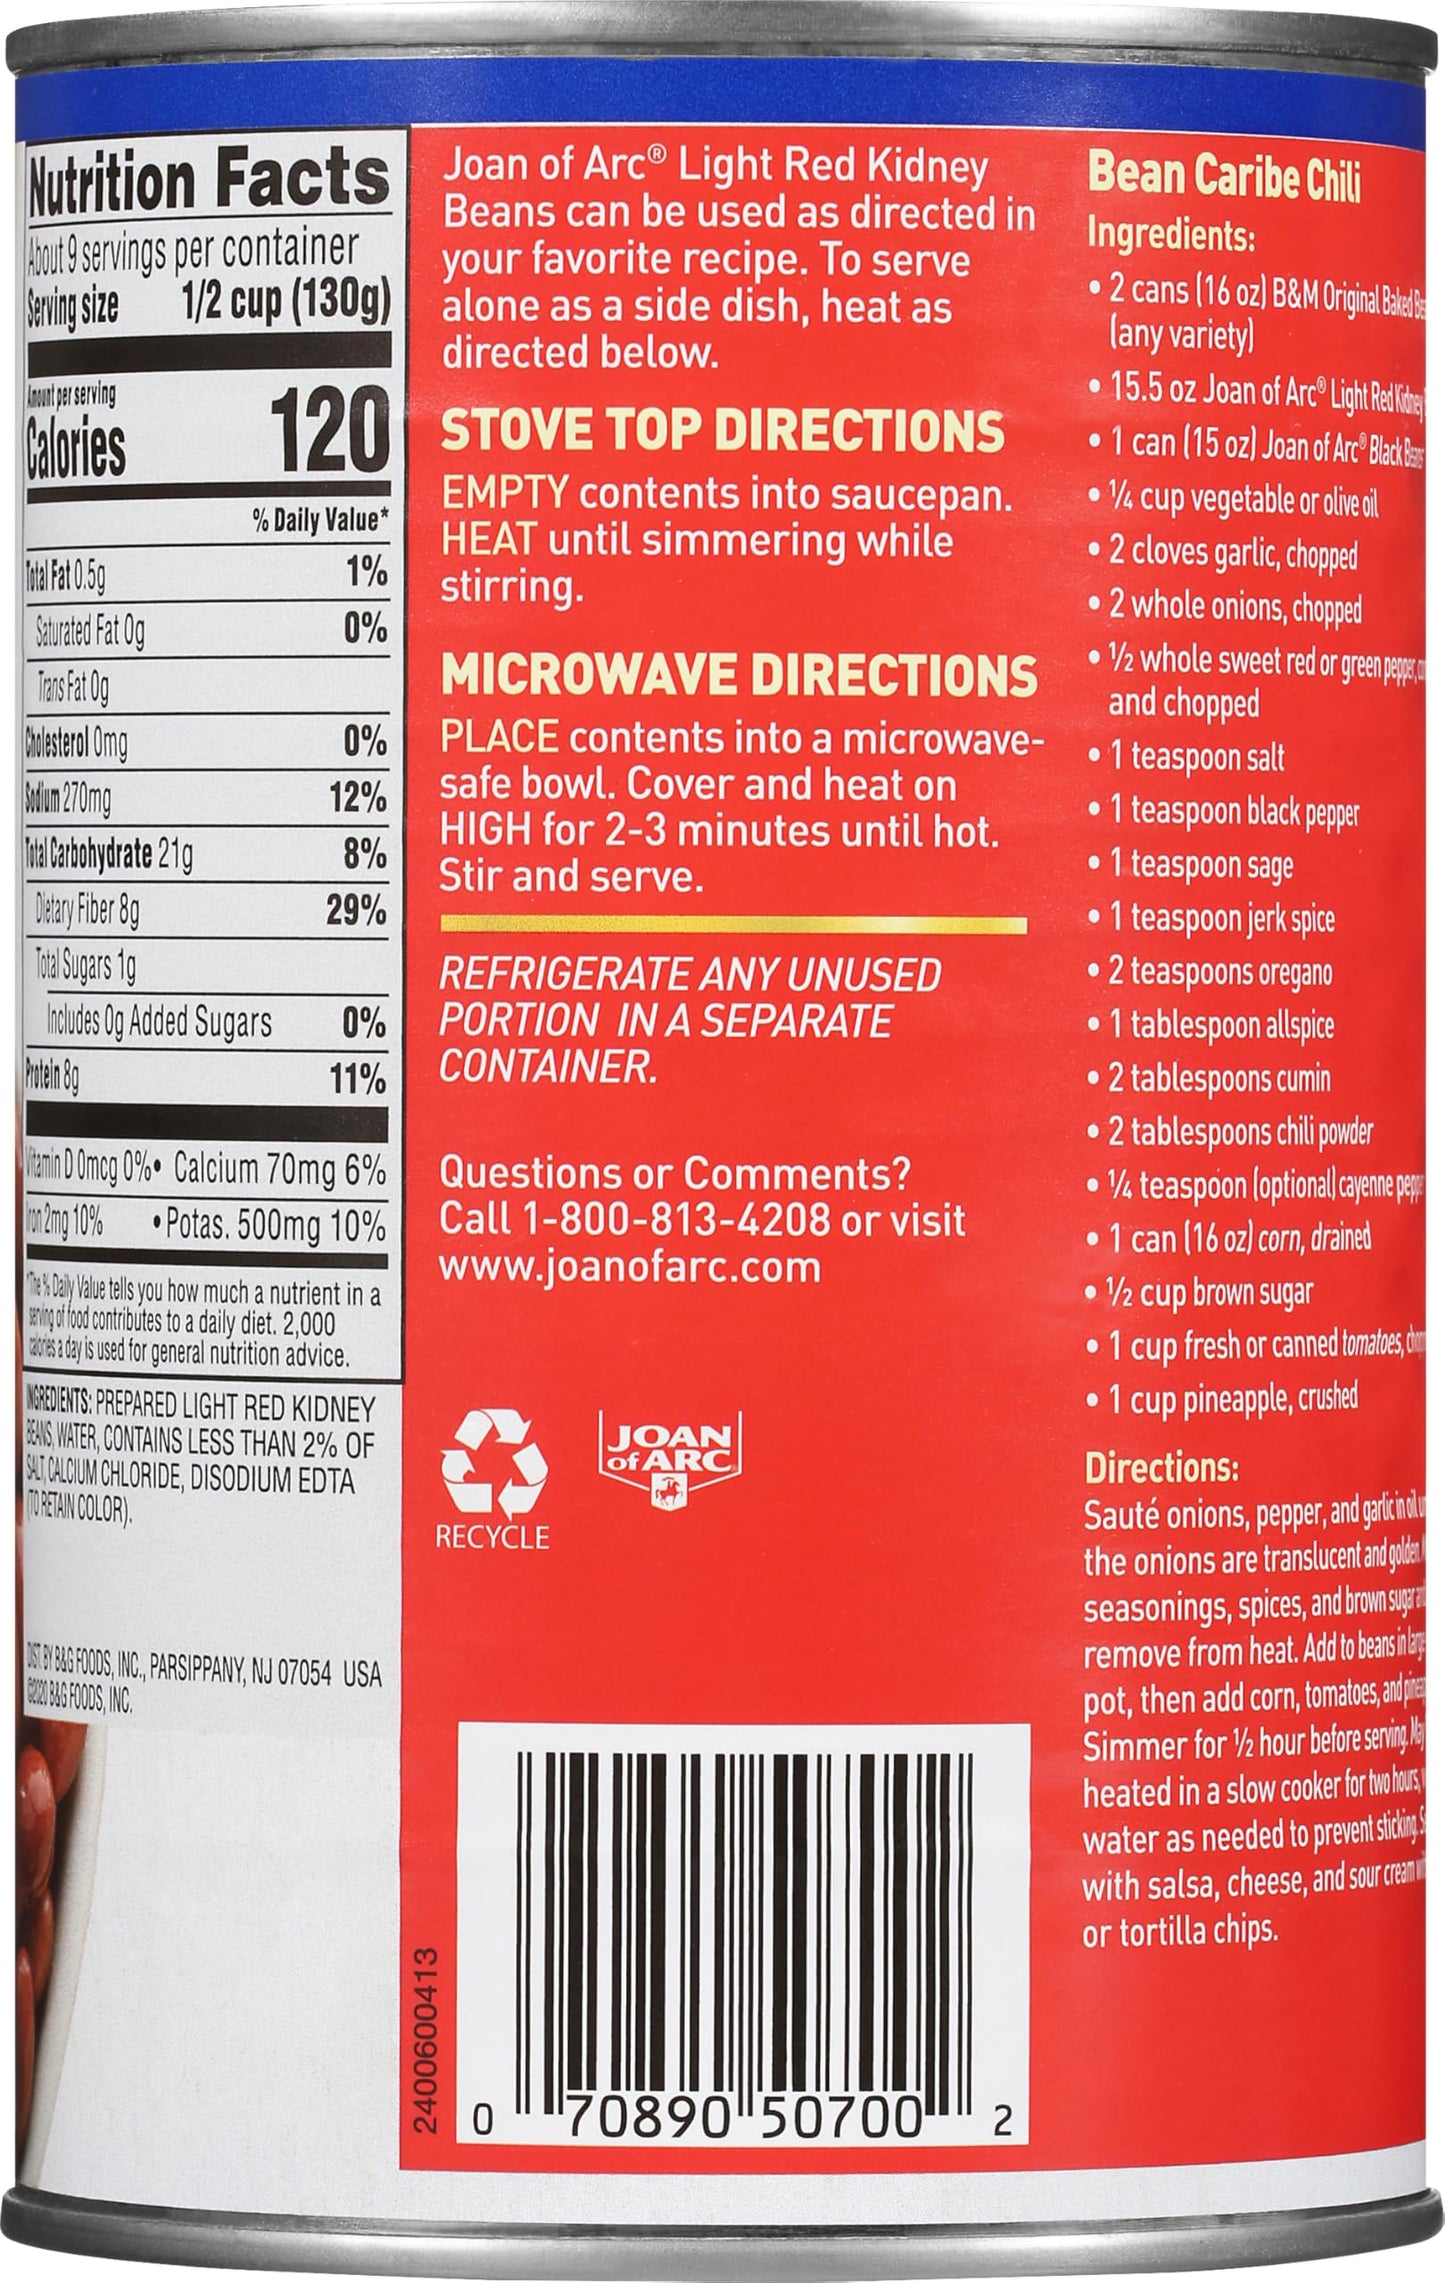 Nutrition Facts
About 9 servings per container
Serving size 1/2 cup (130g)
Amount per serving
Calories 120
% Daily Value*
Total Fat 0.5g 1%
Saturated Fat 0g 0%
Trans Fat 0g
Cholesterol 0mg 0%
Sodium 270mg 12%
Total Carbohydrate 21g 8%
Dietary Fiber 8g 29%
Total Sugars 1g
Includes 0g Added Sugars 0%
Protein 8g 11%
Vitamin D 0mcg 0% • Calcium 70mg 6%
Iron 2mg 10% • Potas. 500mg 10%
*The % Daily Value tells you how much a nutrient in a
serving of food contributes to a daily diet. 2,000
calories a day is used for general nutrition advice.
INGREDIENTS: PREPARED LIGHT RED KIDNEY
BEANS, WATER, CONTAINS LESS THAN 2% OF
SALT, CALCIUM CHLORIDE, DISODIUM EDTA
(TO RETAIN COLOR).
DIST. BY B&G FOODS, INC., PARSIPPANY, NJ 07054 USA
©2020 B&G FOODS, INC.
Joan of Arc® Light Red Kidney
Beans can be used as directed in
your favorite recipe. To serve
alone as a side dish, heat as
directed below.
STOVE TOP DIRECTIONS
EMPTY contents into saucepan.
HEAT until simmering while
stirring.
MICROWAVE DIRECTIONS
PLACE contents into a microwave-
safe bowl. Cover and heat on
HIGH for 2-3 minutes until hot.
Stir and serve.
REFRIGERATE ANY UNUSED
PORTION IN A SEPARATE
CONTAINER.
Questions or Comments?
Call 1-800-813-4208 or visit
www.joanofarc.com
RECYCLE
JOAN
of ARC
2400600413
0 70890 50700 2
Bean Caribe Chili
Ingredients:
• 2 cans (16 oz) B&M Original Baked
(any variety)
• 15.5 oz Joan of Arc® Light Red Kidney
• 1 can (15 oz) Joan of Arc® Black Beans
• ¼ cup vegetable or olive oil
• 2 cloves garlic, chopped
• 2 whole onions, chopped
• ½ whole sweet red or green pepper,
and chopped
• 1 teaspoon salt
• 1 teaspoon black pepper
• 1 teaspoon sage
• 1 teaspoon jerk spice
• 2 teaspoons oregano
• 1 tablespoon allspice
• 2 tablespoons cumin
• 2 tablespoons chili powder
• ¼ teaspoon (optional) cayenne
• 1 can (16 oz) corn, drained
• ½ cup brown sugar
• 1 cup fresh or canned tomatoes,
• 1 cup pineapple, crushed
Directions:
Sauté onions, pepper, and garlic in oil
the onions are translucent and golden.
seasonings, spices, and brown sugar
remove from heat. Add to beans in large
pot, then add corn, tomatoes, and
Simmer for ½ hour before serving. May
heated in a slow cooker for two hours,
water as needed to prevent sticking.
with salsa, cheese, and sour cream
or tortilla chips.